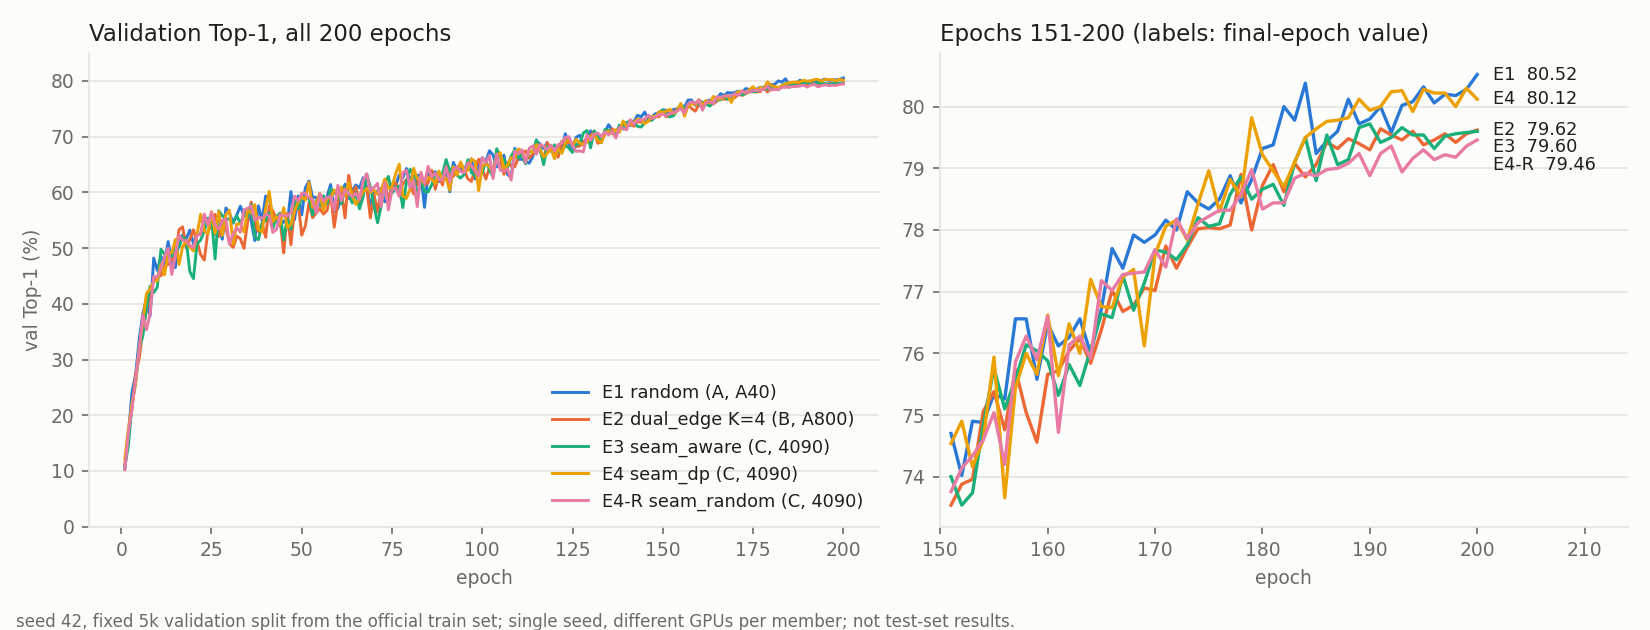 Validation Top-1, all 200 epochs
val Top-1 (%)
80
70
60
50
40
30
20
10
0
0 25 50 75 100 125 150 175 200
epoch
E1 random (A, A40)
E2 dual_edge K=4 (B, A800)
E3 seam_aware (C, 4090)
E4 seam_dp (C, 4090)
E4-R seam_random (C, 4090)
Epochs 151-200 (labels: final-epoch value)
80
79
78
77
76
75
74
150 160 170 180 190 200 210
epoch
E1 80.52
E4 80.12
E2 79.62
E3 79.60
E4-R 79.46
seed 42, fixed 5k validation split from the official train set; single seed, different GPUs per member; not test-set results.